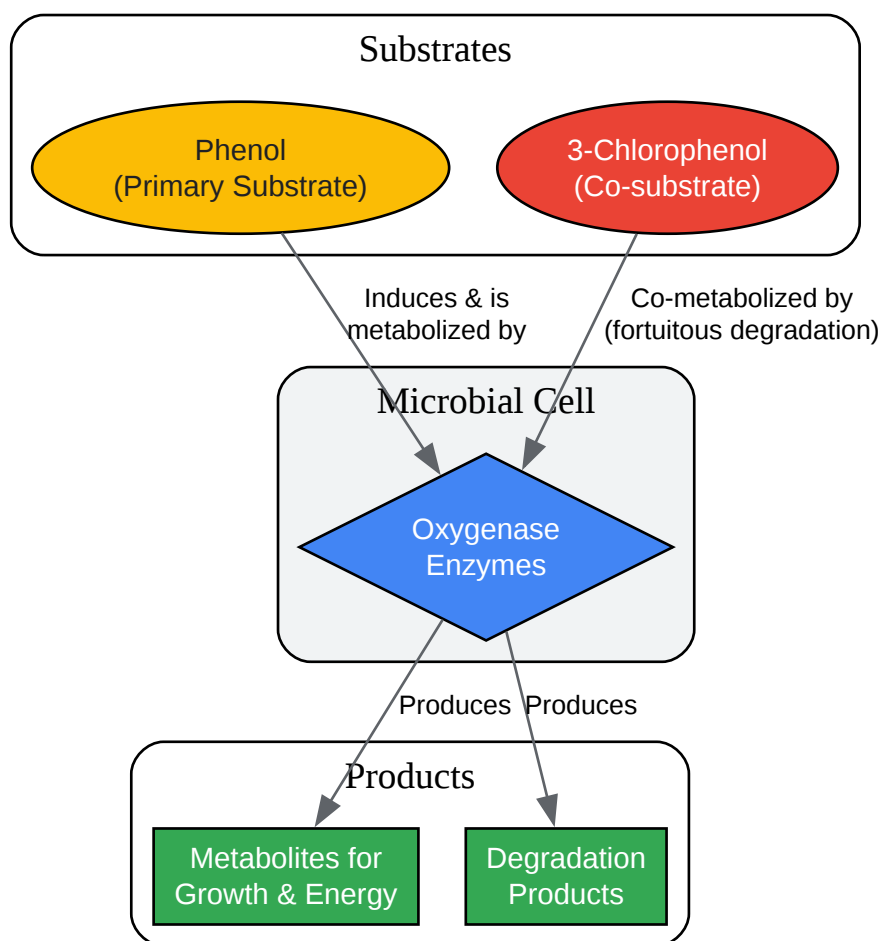 Substrates
Phenol
(Primary Substrate)
3-Chlorophenol
(Co-substrate)
Induces & is
metabolized by
Co-metabolized by
(fortuitous degradation)
Microbial Cell
Oxygenase
Enzymes
Produces
Produces
Products
Metabolites for
Growth & Energy
Degradation
Products